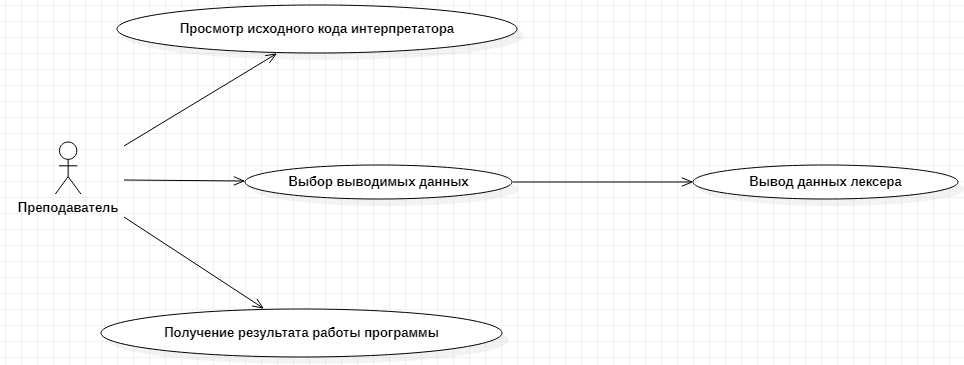 Просмотр исходного кода интерпретатора
Выбор выводимых данных
Вывод данных лексера
Преподаватель
Получение результата работы программы